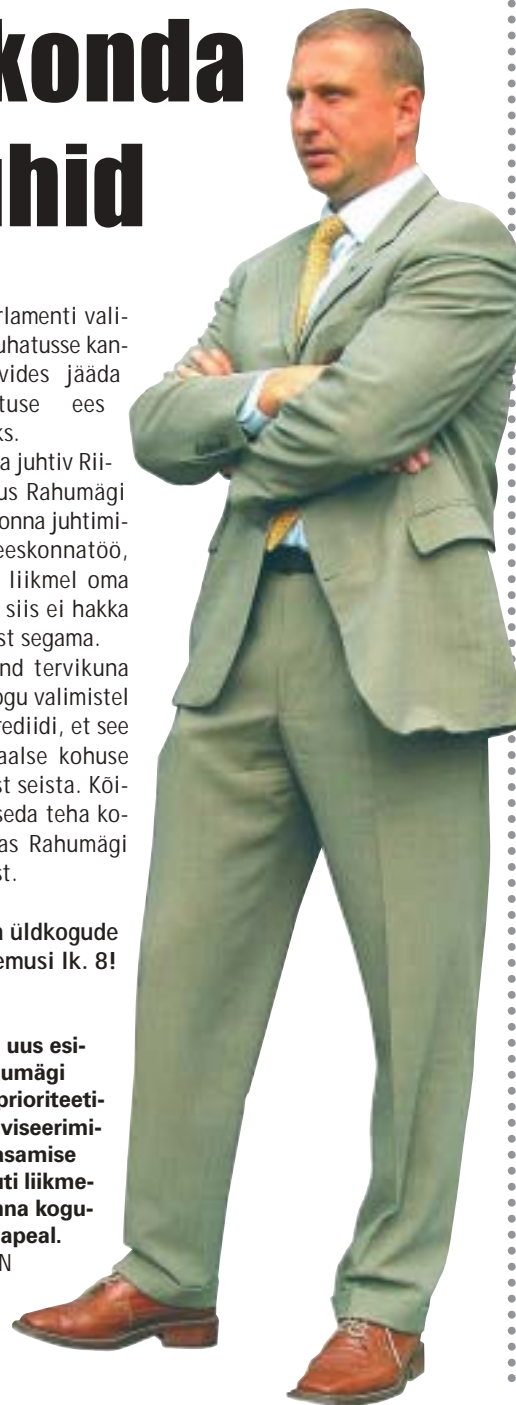 konda
uhid
rlamenti vali-
uhatusse kan-
vides jääda
tuse ees
ks.
a juhtiv Rii-
us Rahumägi
onna juhtimi-
eeskonnatöö,
liikmel oma
siis ei hakka
st segama.
nd tervikuna
ogu valimistel
rediidi, et see
aalse kohuse
st seista. Kõi-
seda teha ko-
as Rahumägi
st.
n üldkogude
emusi lk. 8!
uus esi-
umägi
prioriteeti-
viseerimi-
asamise
uti liikme-
nna kogu-
apeal.
N